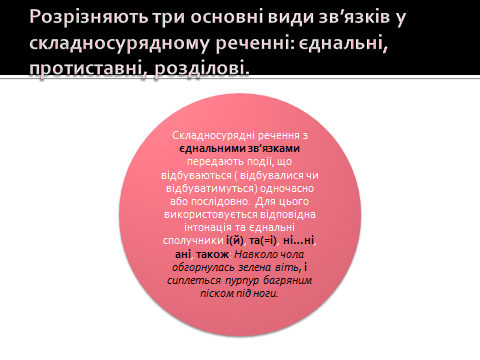 Розрізняють три основні види зв’язків у
складносурядному реченні: єднальні,
протиставні, розділові.
Складносурядні речення з
єднальними зв’язками
передають події, що
відбуваються ( відбувалися чи
відбуватимуться) одночасно
або послідовно. Для цього
використовується відповідна
інтонація та єднальні
сполучники і(й), та(=і), ні...ні,
ані, також. Навколо чола
обгорнулась зелена віть, і
сиплеться пурпур багряним
піском під ноги.